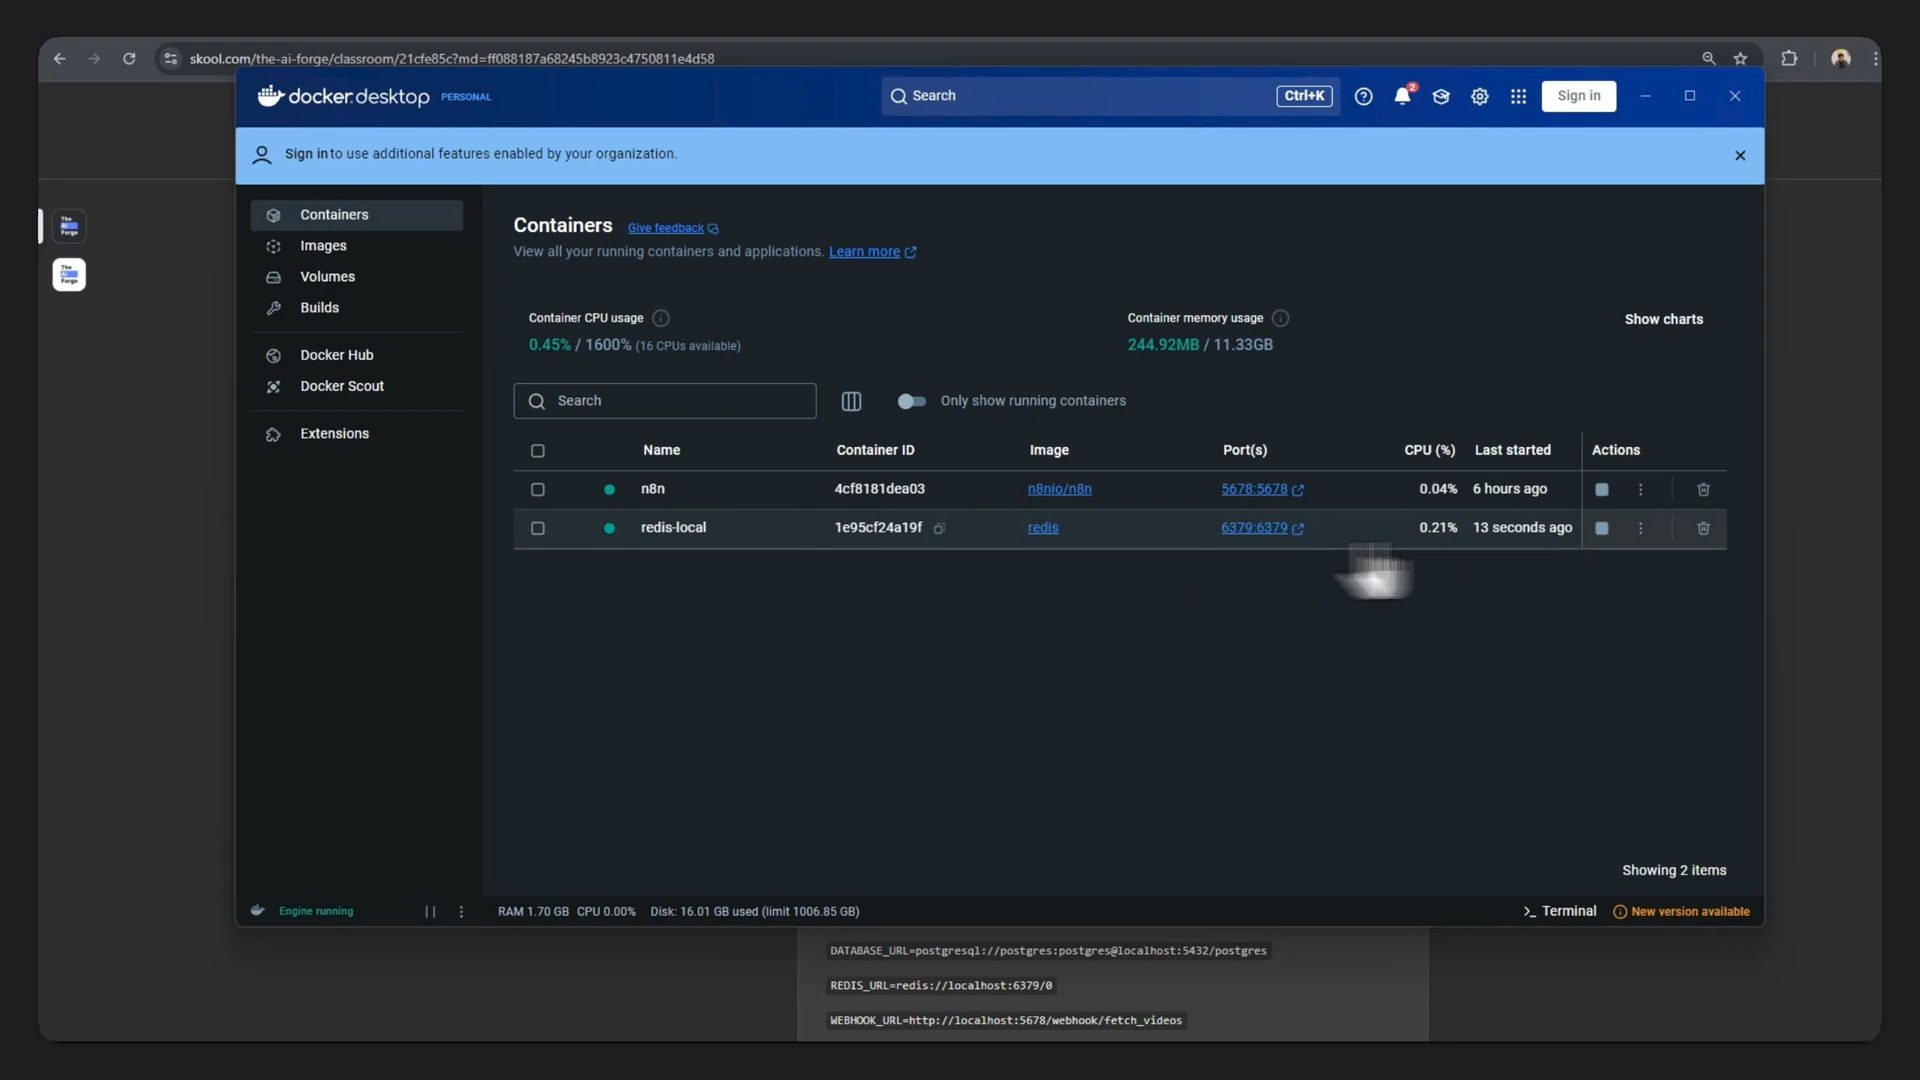 skool.com/the-ai-forge/classroom/21cfe85c?md=ff088187a68245b8923c4750811e4d58
docker.desktop PERSONAL
Search Ctrl+K
2
Sign in
Sign in to use additional features enabled by your organization.
The
AI
Forge
The
AI
Forge
Containers
Images
Volumes
Builds
Docker Hub
Docker Scout
Extensions
Containers Give feedback
View all your running containers and applications. Learn more
Container CPU usage
0.45% / 1600% (16 CPUs available)
Container memory usage
244.92MB / 11.33GB
Show charts
Search
Only show running containers
Name Container ID Image Port(s) CPU (%) Last started Actions
n8n 4cf8181dea03 n8nio/n8n 5678:5678 0.04% 6 hours ago
redis-local 1e95cf24a19f redis 6379:6379 0.21% 13 seconds ago
Showing 2 items
Engine running
RAM 1.70 GB CPU 0.00% Disk: 16.01 GB used (limit 1006.85 GB)
>_ Terminal
New version available
DATABASE_URL=postgresql://postgres:postgres@localhost:5432/postgres
REDIS_URL=redis://localhost:6379/0
WEBHOOK_URL=http://localhost:5678/webhook/fetch_videos